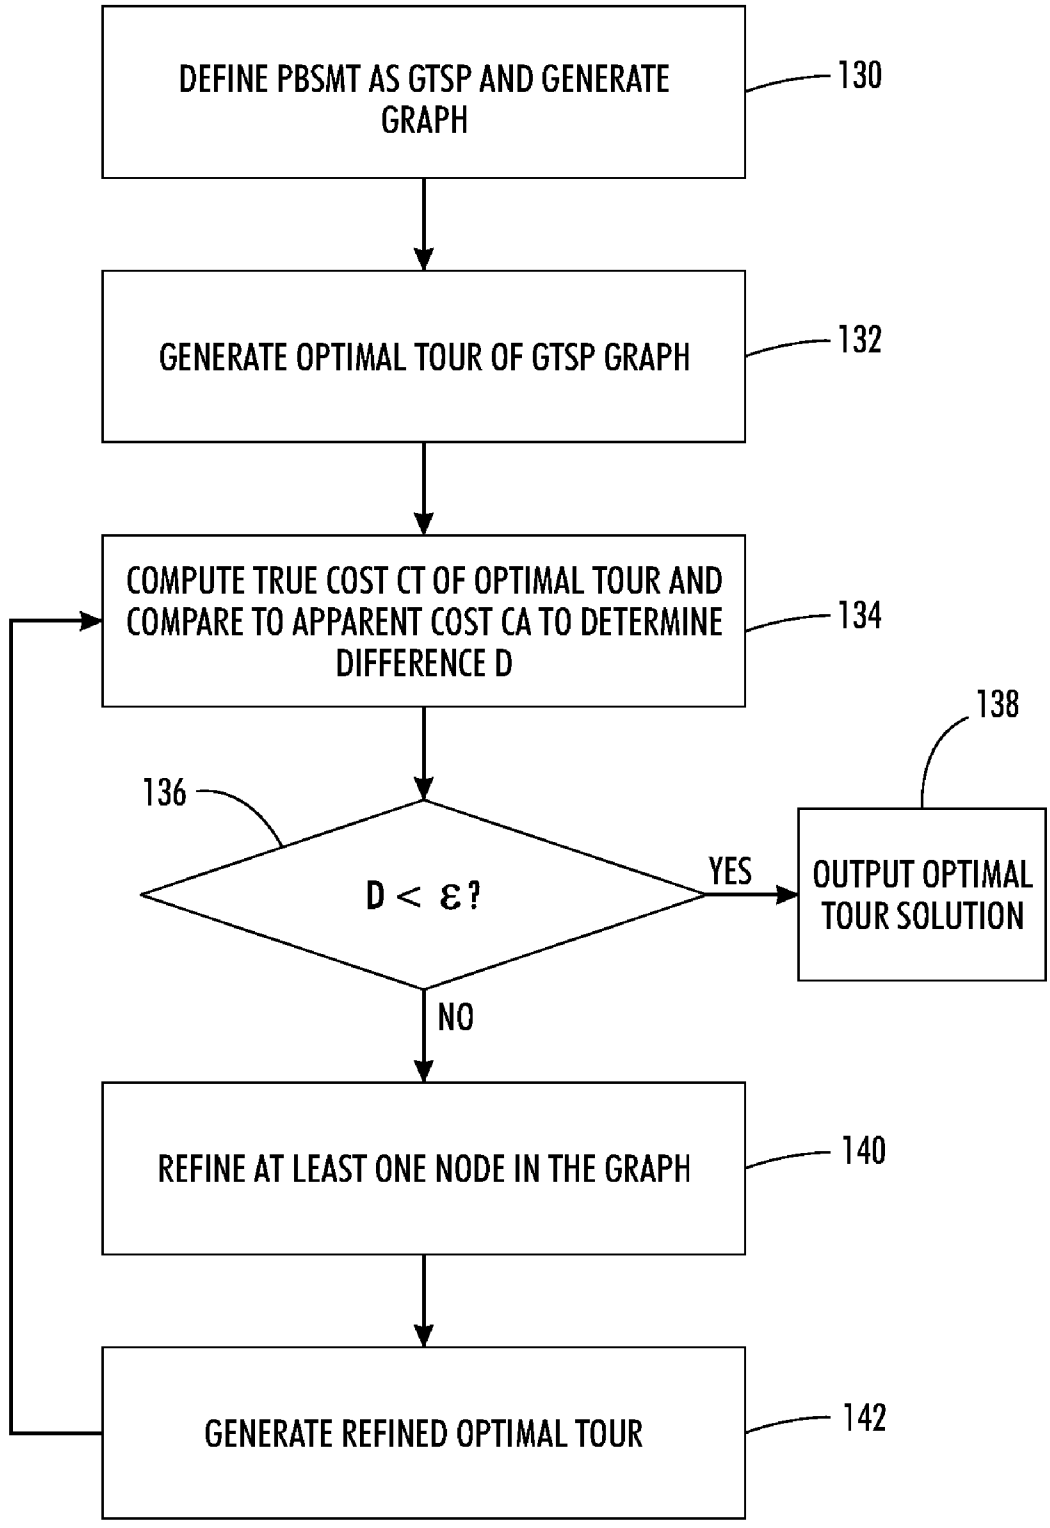 DEFINE PBSMT AS GTSP AND GENERATE
GRAPH
130
GENERATE OPTIMAL TOUR OF GTSP GRAPH
132
COMPUTE TRUE COST CT OF OPTIMAL TOUR AND
COMPARE TO APPARENT COST CA TO DETERMINE
DIFFERENCE D
134
136
D < ε?
YES
138
OUTPUT OPTIMAL
TOUR SOLUTION
NO
REFINE AT LEAST ONE NODE IN THE GRAPH
140
GENERATE REFINED OPTIMAL TOUR
142